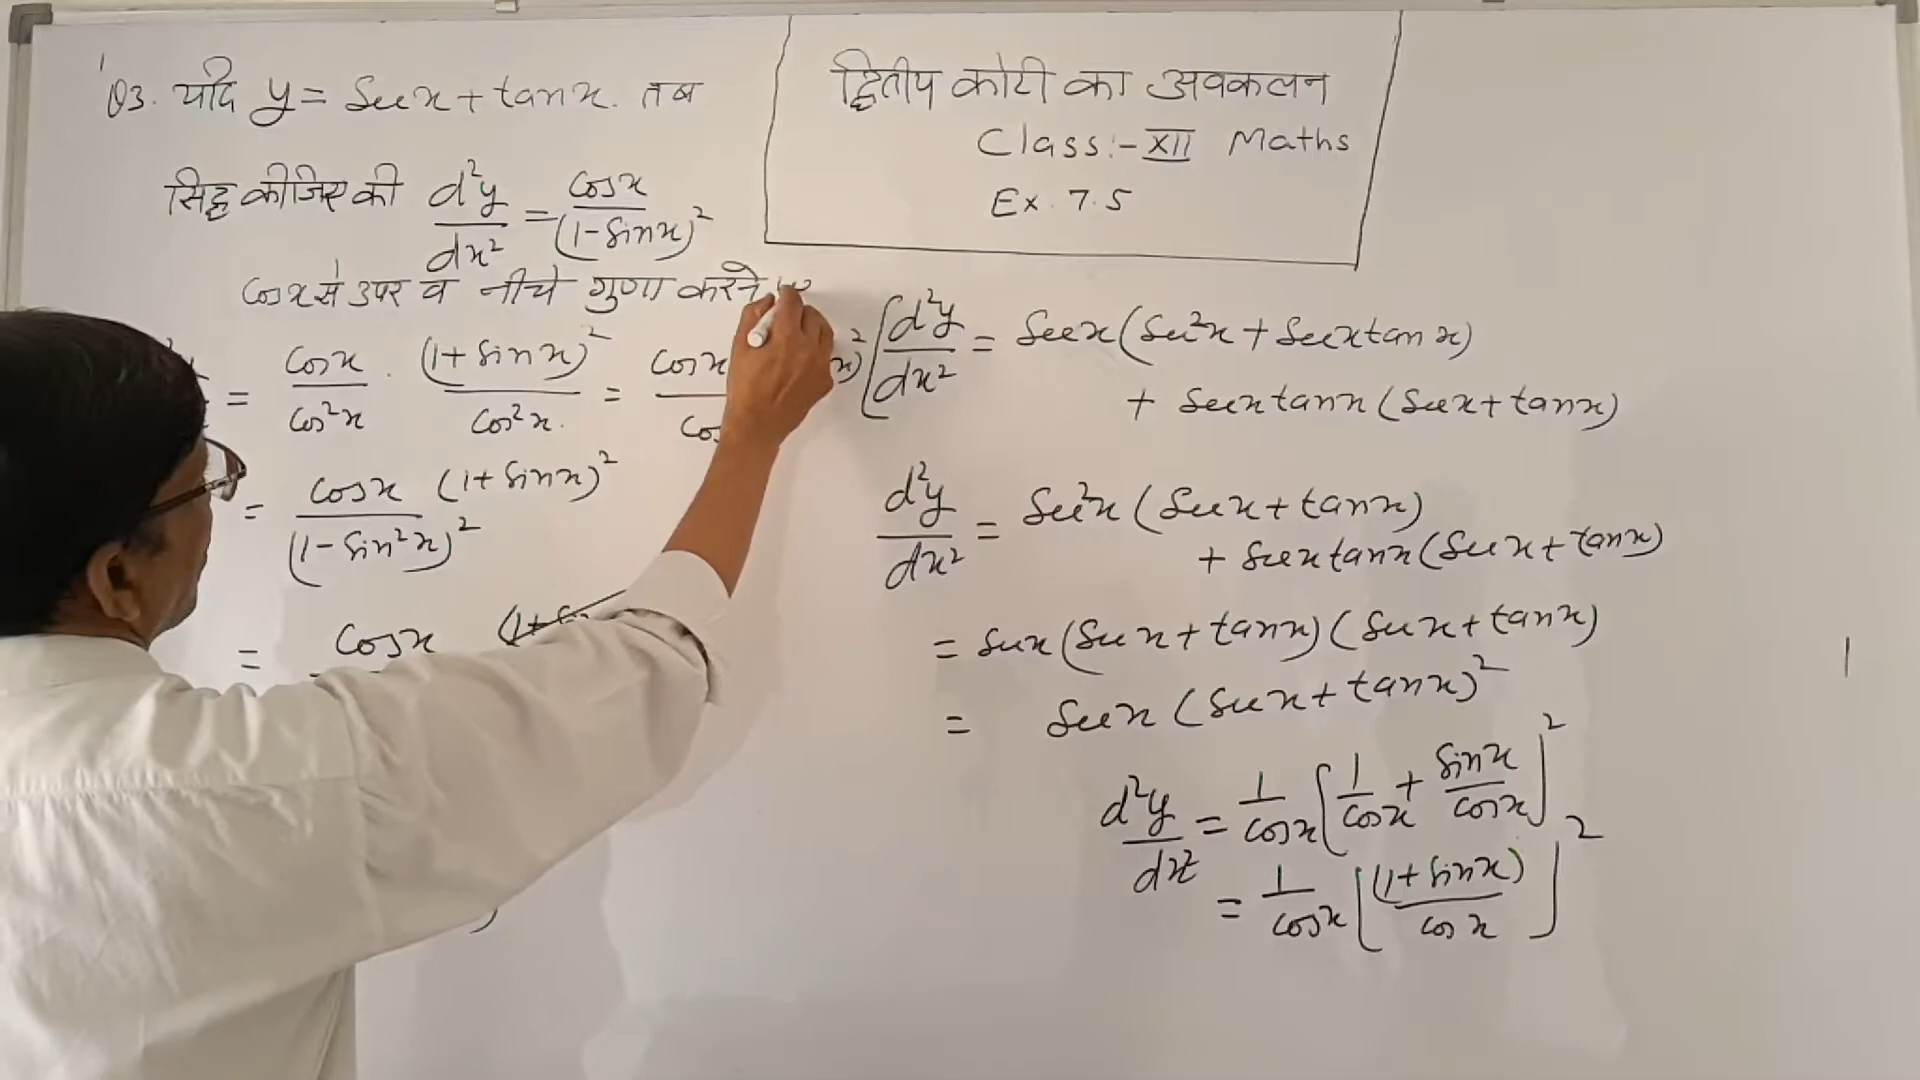 Q3. यदि y = Secx + tanx. तब
सिद्ध कीजिए की d²y/dx² = Cosx/(1-Sinx)²
Cosx से उपर व नीचे गुणा करने
= Cosx/Cos²x . (1+Sinx)²/Cos²x. = Cosx
= Cosx (1+Sinx)²/(1-Sin²x)²
= Cosx
द्वितीय कोटी का अवकलन
Class:- XII Maths
Ex. 7.5
d²y/dx² = Secx(Sec²x + Secxtanx)
+ Secxtanx(Secx+tanx)
d²y/dx² = Sec²x(Secx+tanx)
+ Secxtanx(Secx+tanx)
= Secx(Secx+tanx)(Secx+tanx)
= Secx(Secx+tanx)²
d²y/dx² = 1/Cosx[1/Cosx + Sinx/Cosx]²
= 1/Cosx[(1+Sinx)/Cosx]²